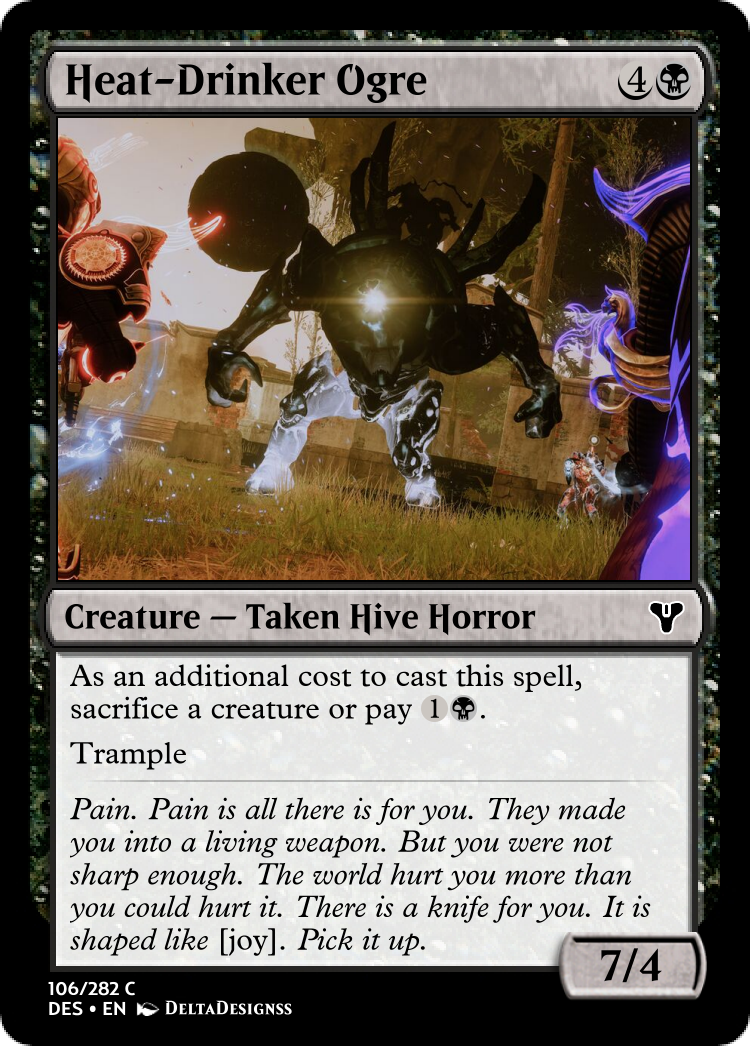 Heat-Drinker Ogre 4
Creature — Taken Hive Horror
As an additional cost to cast this spell,
sacrifice a creature or pay 1.
Trample
Pain. Pain is all there is for you. They made
you into a living weapon. But you were not
sharp enough. The world hurt you more than
you could hurt it. There is a knife for you. It is
shaped like [joy]. Pick it up.
7/4
106/282 C
DES • EN DeltaDesignss